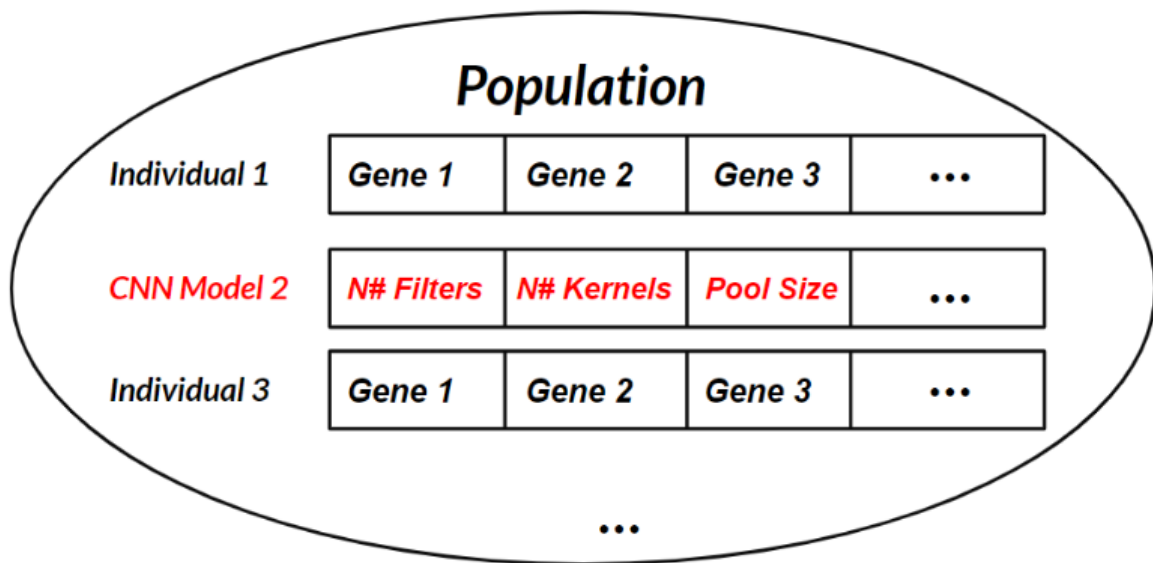 Population
Individual 1 Gene 1 Gene 2 Gene 3 ...
CNN Model 2 N# Filters N# Kernels Pool Size ...
Individual 3 Gene 1 Gene 2 Gene 3 ...
...